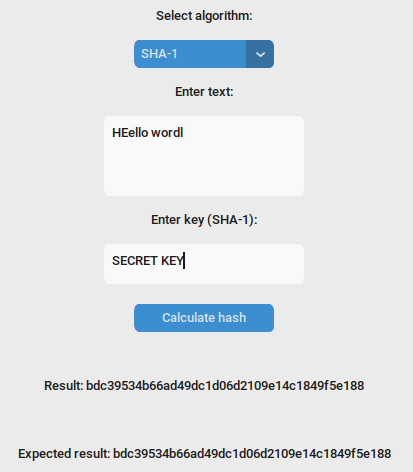 Select algorithm:
SHA-1
Enter text:
HEello wordl
Enter key (SHA-1):
SECRET KEY
Calculate hash
Result: bdc39534b66ad49dc1d06d2109e14c1849f5e188
Expected result: bdc39534b66ad49dc1d06d2109e14c1849f5e188